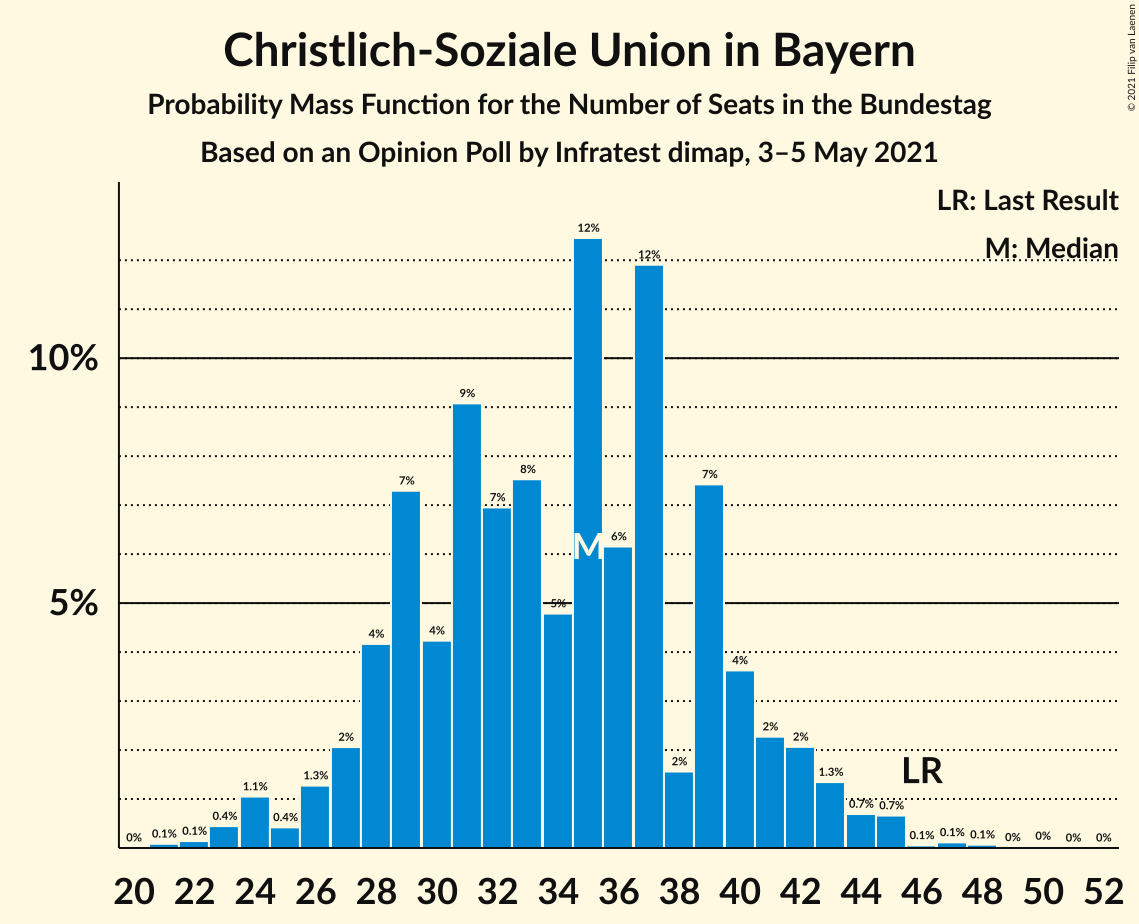 Christlich-Soziale Union in Bayern
Probability Mass Function for the Number of Seats in the Bundestag
Based on an Opinion Poll by Infratest dimap, 3–5 May 2021
© 2021 Filip van Laenen
LR: Last Result
M: Median
10%
5%
0% 0.1% 0.1% 0.4% 1.1% 0.4% 1.3% 2% 4% 7% 4% 9% 7% 8% 5% 12% 6% 12% 2% 7% 4% 2% 2% 1.3% 0.7% 0.7% 0.1% 0.1% 0.1% 0% 0% 0% 0%
M
LR
20 22 24 26 28 30 32 34 36 38 40 42 44 46 48 50 52